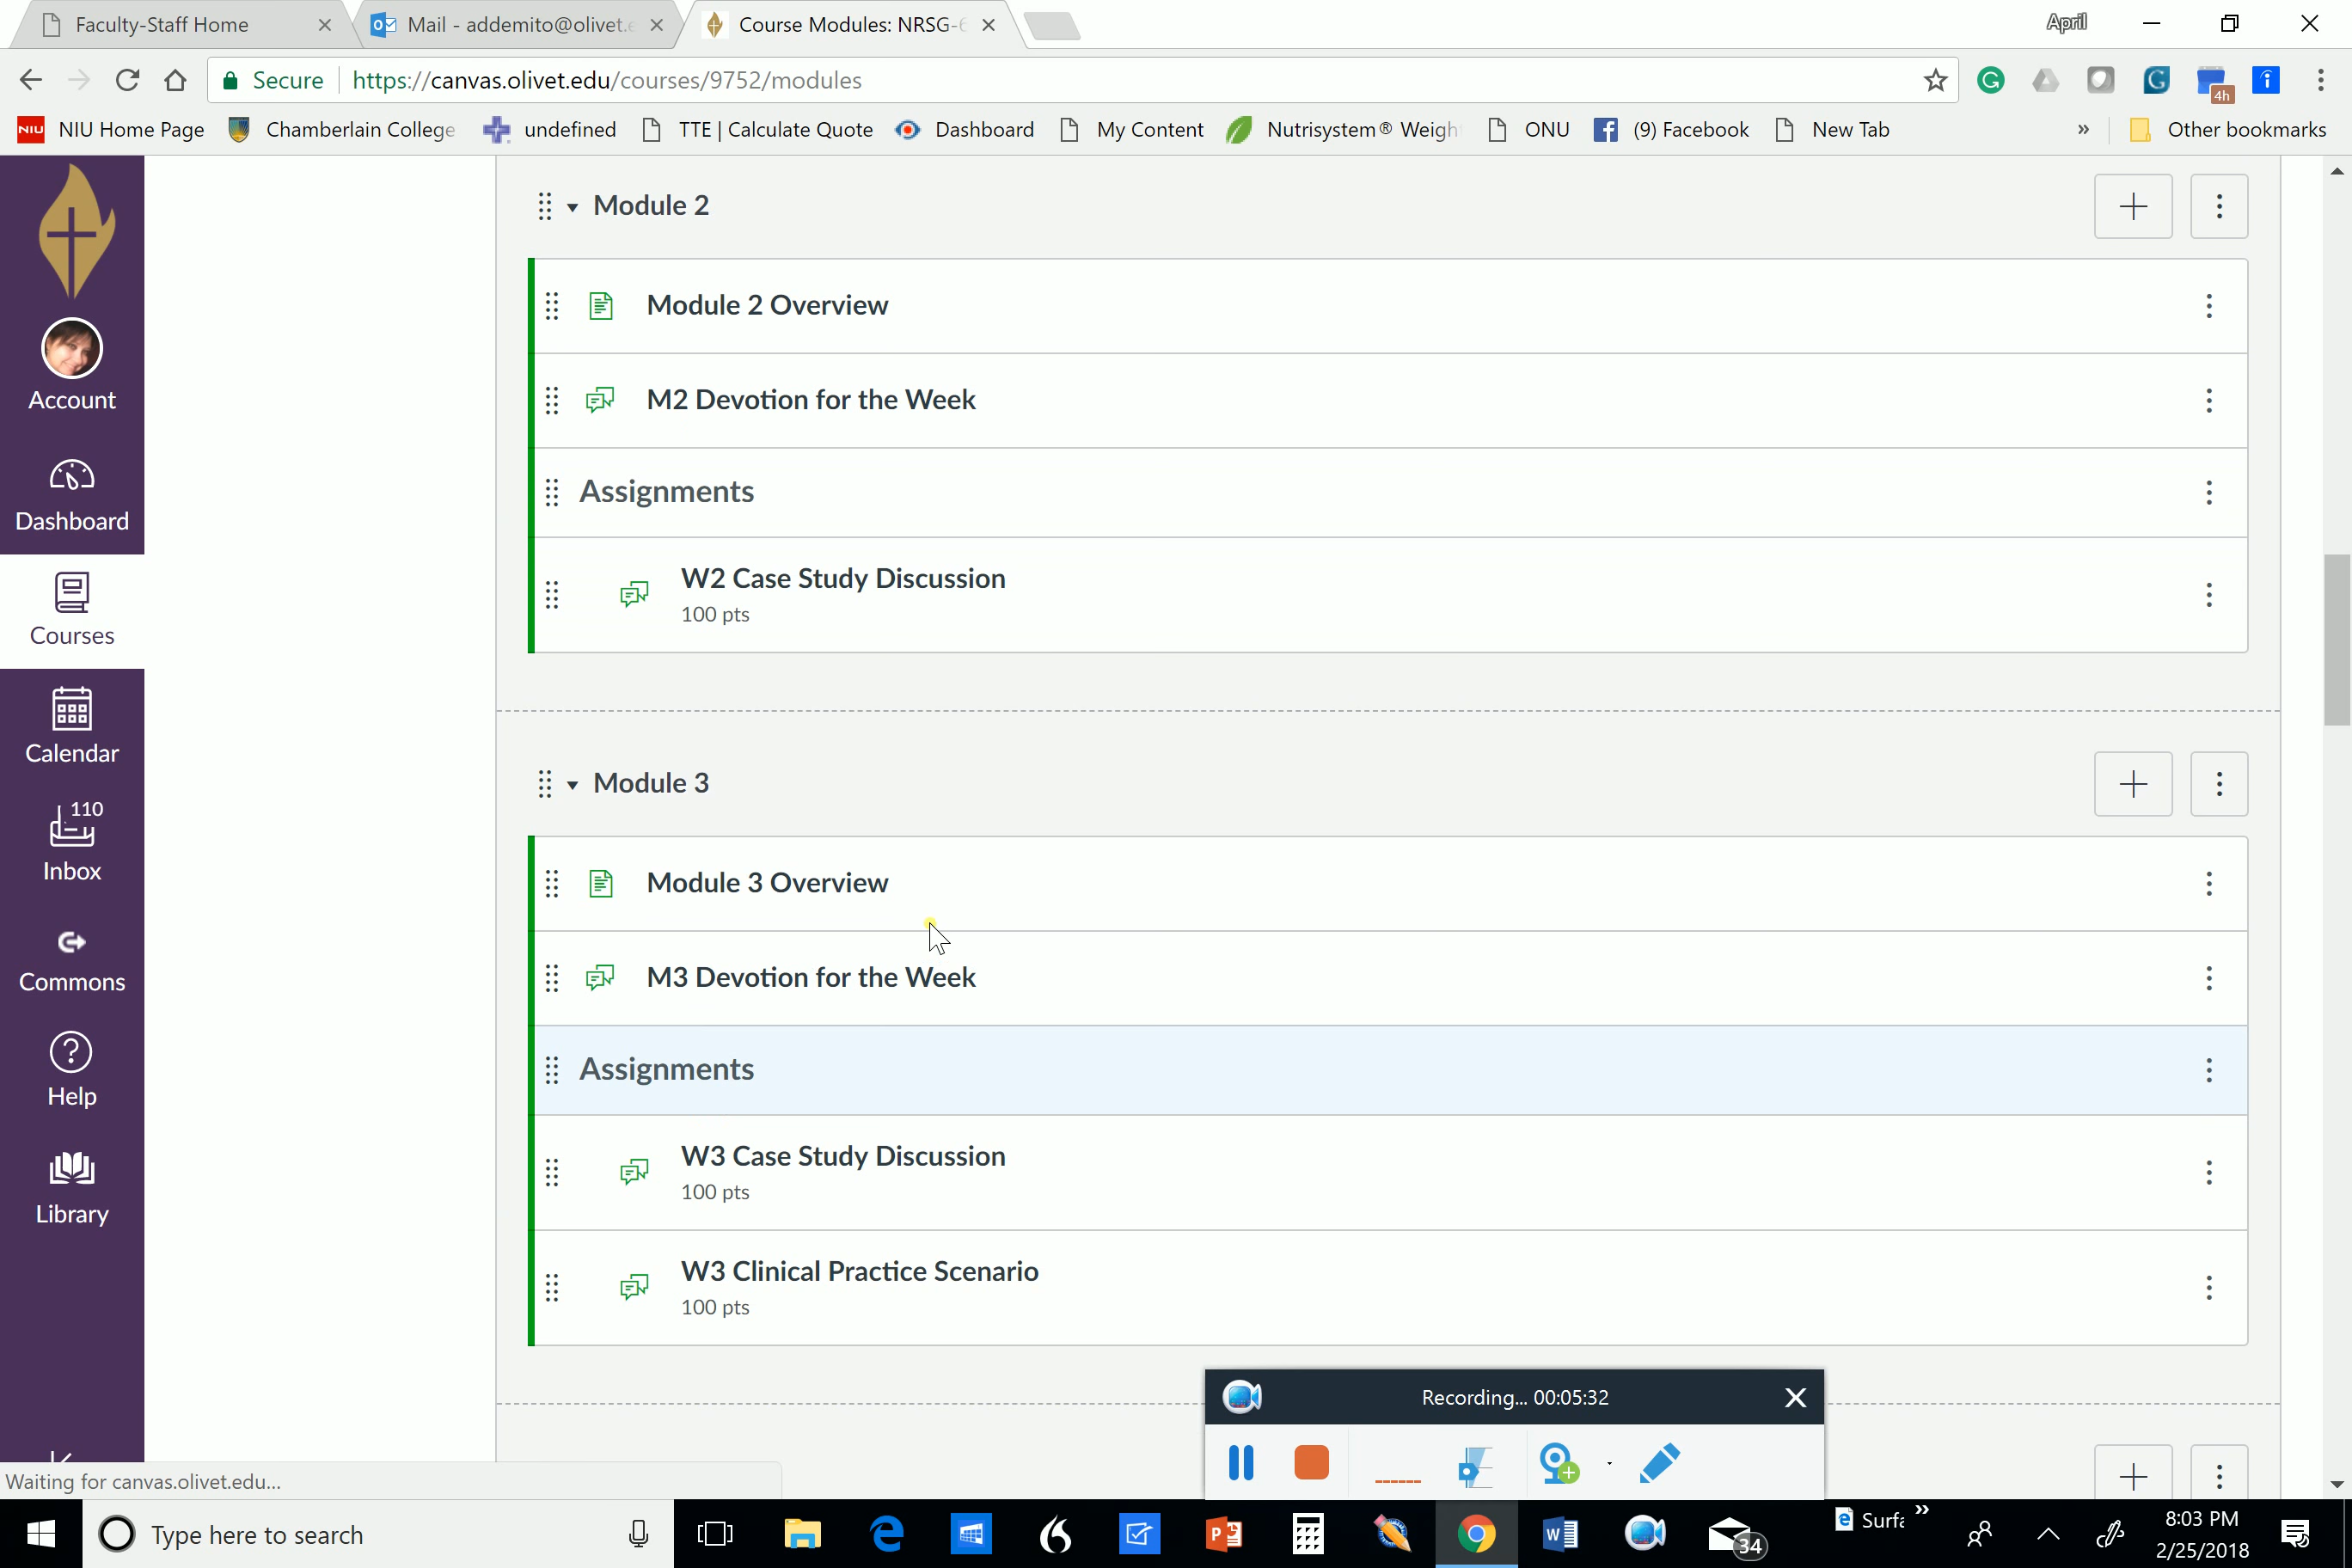 Faculty-Staff Home
Mail - addemito@olivet.e
Course Modules: NRSG-6
April
Secure
https://canvas.olivet.edu/courses/9752/modules
4h
NIU
NIU Home Page
Chamberlain College
undefined
TTE | Calculate Quote
Dashboard
My Content
Nutrisystem® Weigh
ONU
(9) Facebook
New Tab
»
Other bookmarks
Account
Dashboard
Courses
Calendar
110
Inbox
Commons
Help
Library
Module 2
Module 2 Overview
M2 Devotion for the Week
Assignments
W2 Case Study Discussion
100 pts
Module 3
Module 3 Overview
M3 Devotion for the Week
Assignments
W3 Case Study Discussion
100 pts
W3 Clinical Practice Scenario
100 pts
Recording... 00:05:32
Waiting for canvas.olivet.edu...
Type here to search
34
Surfa
»
8:03 PM
2/25/2018